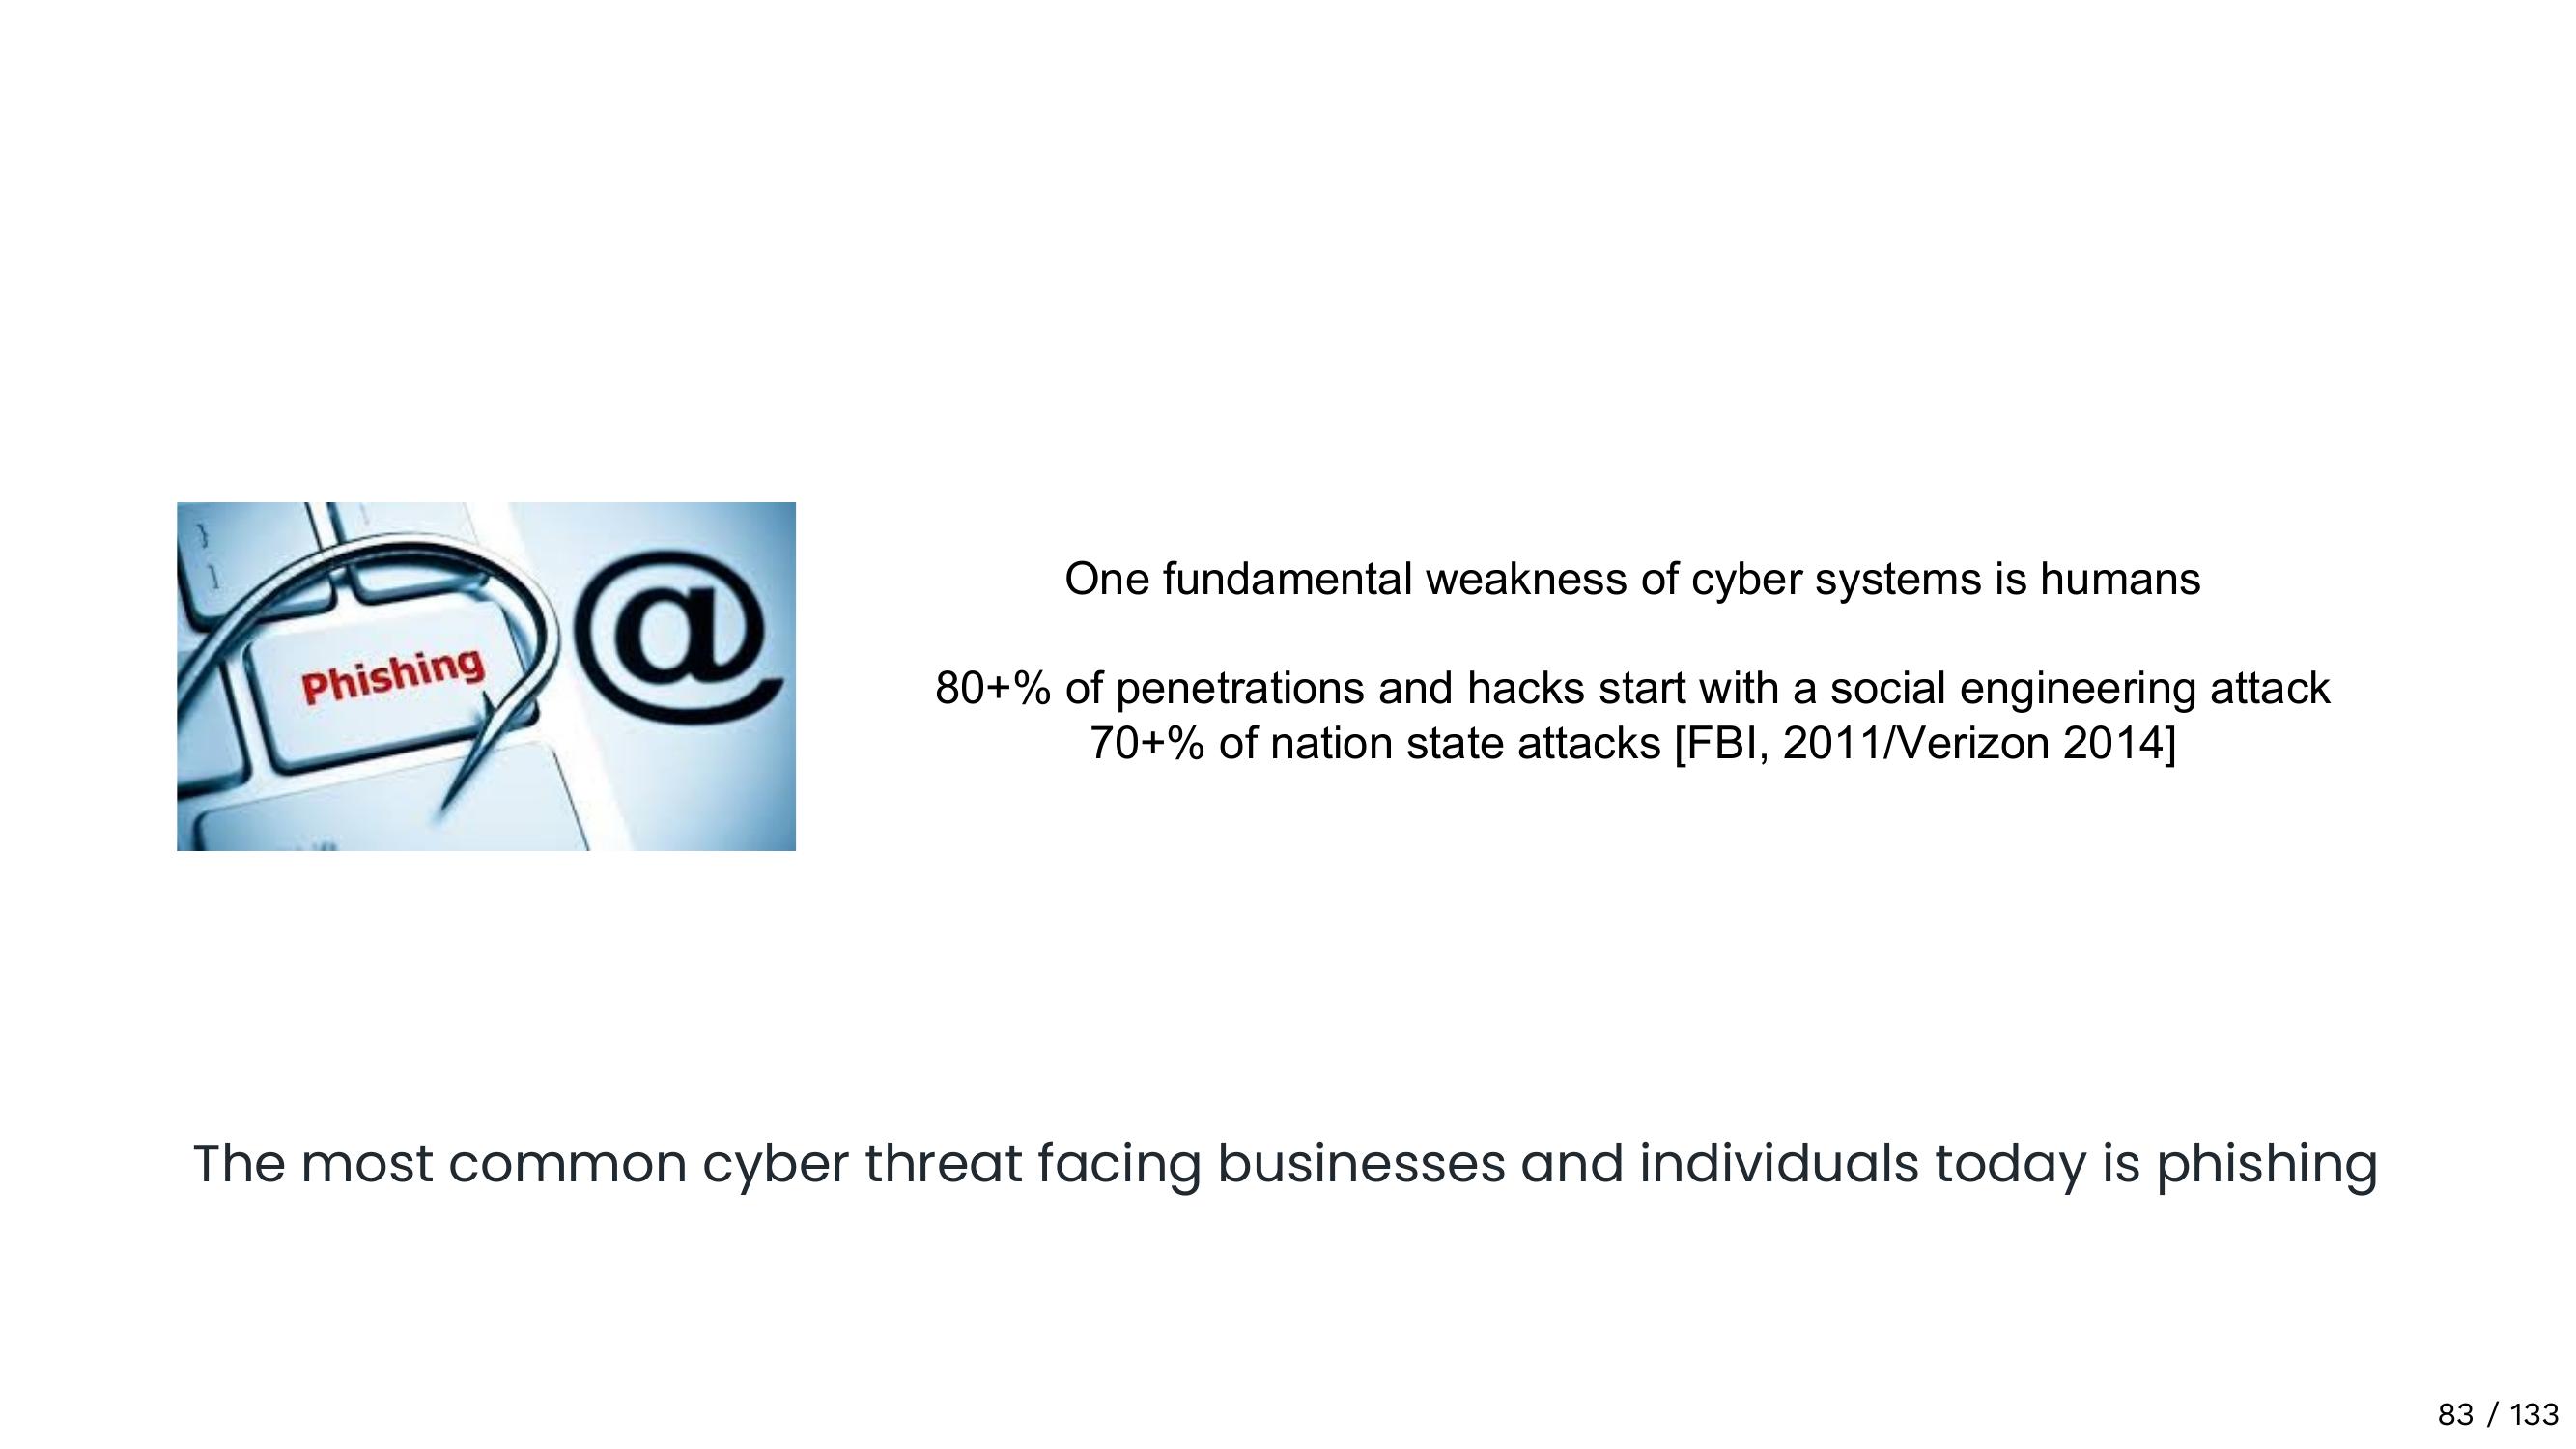 }
]
Phishing
@
One fundamental weakness of cyber systems is humans
80+% of penetrations and hacks start with a social engineering attack
70+% of nation state attacks [FBI, 2011/Verizon 2014]
The most common cyber threat facing businesses and individuals today is phishing
83 / 133